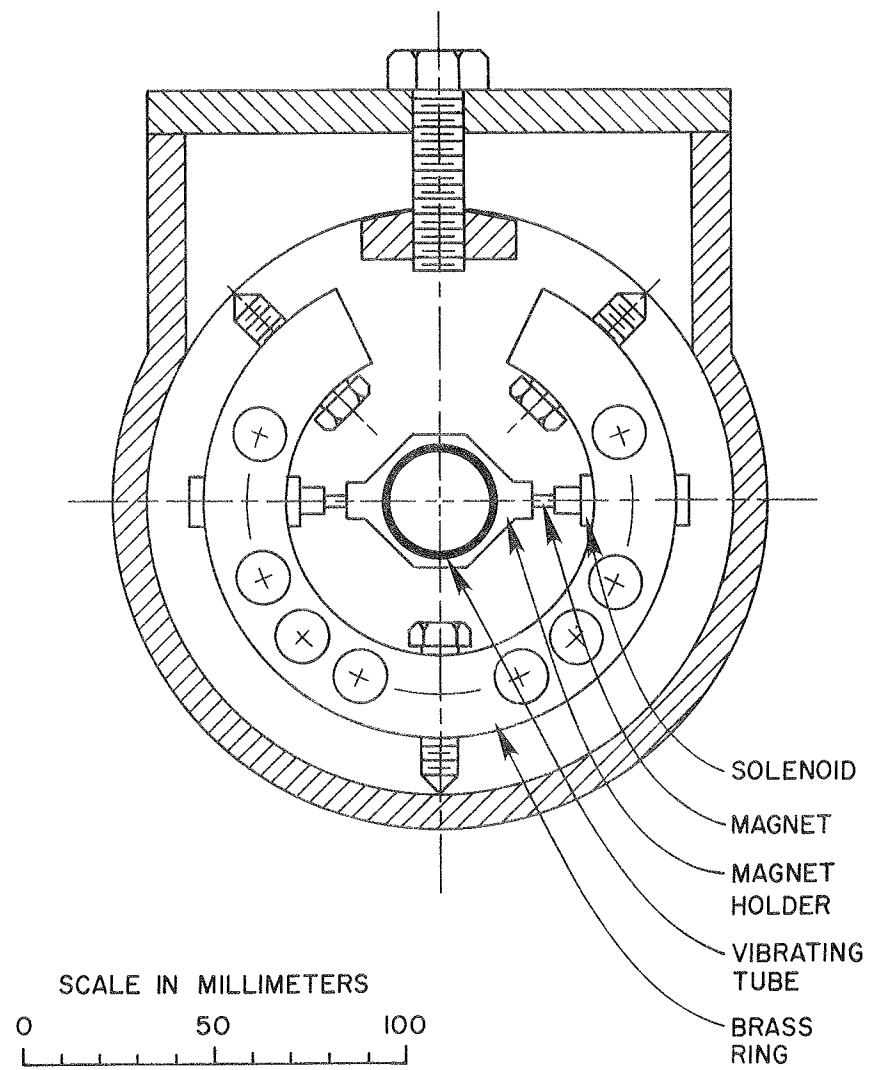 SOLENOID
MAGNET
MAGNET
HOLDER
VIBRATING
TUBE
BRASS
RING
SCALE IN MILLIMETERS
0 50 100